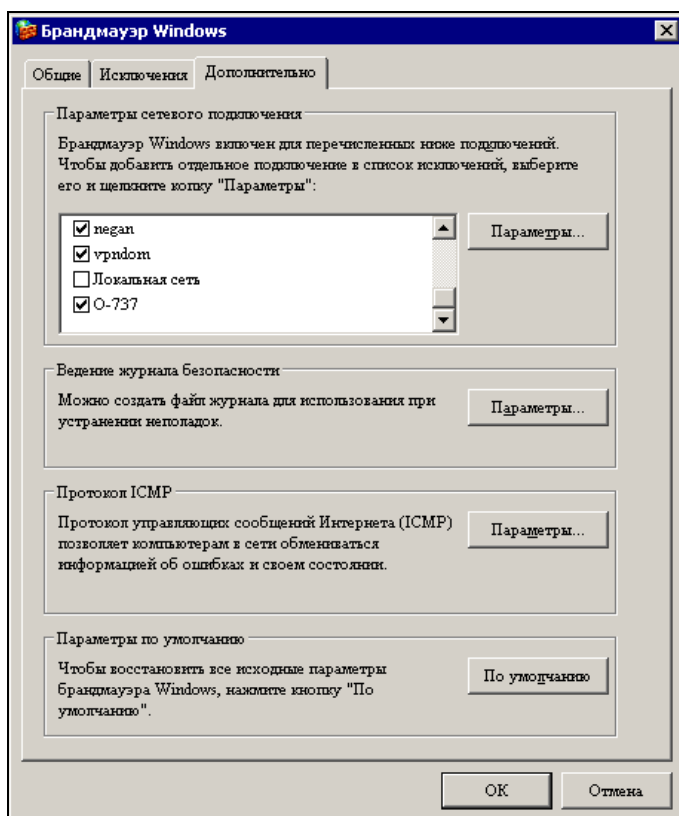 Брандмауэр Windows
Общие
Исключения
Дополнительно
Параметры сетевого подключения
Брандмауэр Windows включен для перечисленных ниже подключений.
Чтобы добавить отдельное подключение в список исключений, выберите
его и щелкните копку "Параметры":
negan
vpndom
Локальная сеть
О-737
Параметры...
Ведение журнала безопасности
Можно создать файл журнала для использования при
устранении неполадок.
Параметры...
Протокол ICMP
Протокол управляющих сообщений Интернета (ICMP)
позволяет компьютерам в сети обмениваться
информацией об ошибках и своем состоянии.
Параметры...
Параметры по умолчанию
Чтобы восстановить все исходные параметры
брандмауэра Windows, нажмите кнопку "По
умолчанию".
По умолчанию
ОК
Отмена